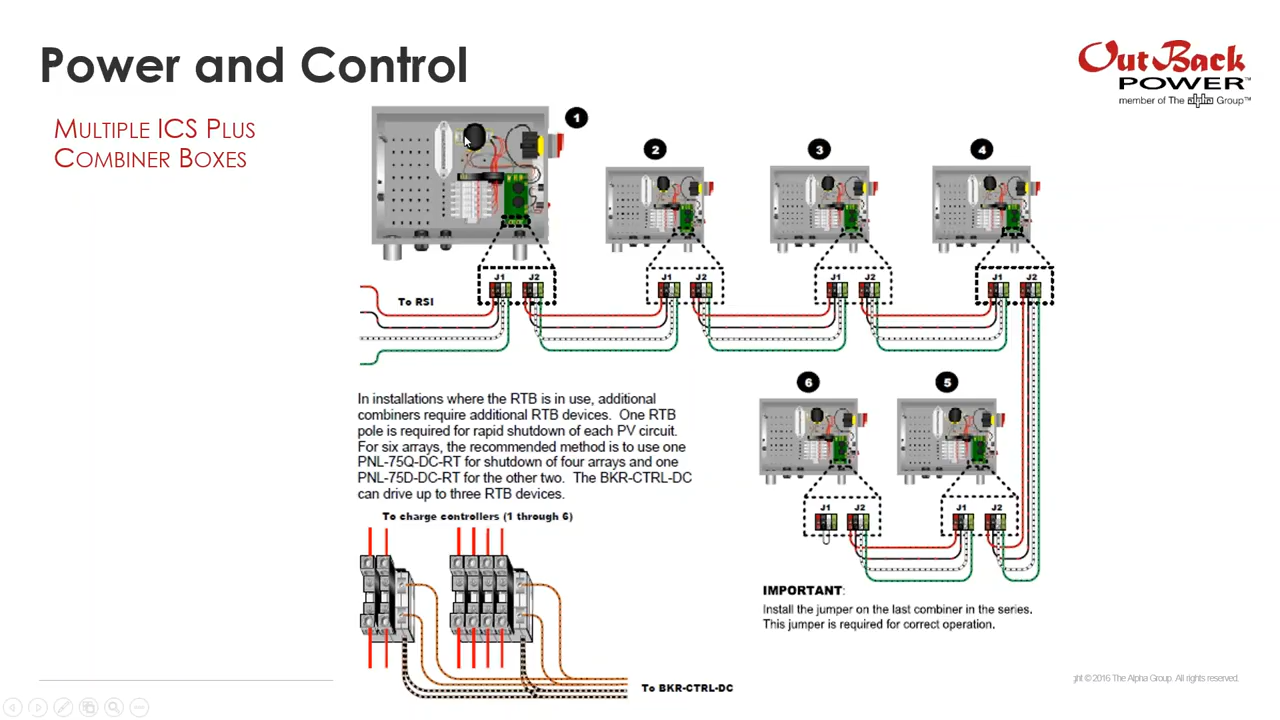 Power and Control
OutBack
POWER™
member of The alpha Group™
MULTIPLE ICS PLUS
COMBINER BOXES
1
2
3
4
J1 J2
J1 J2
J1 J2
J1 J2
To RSI
6
5
In installations where the RTB is in use, additional
combiners require additional RTB devices. One RTB
pole is required for rapid shutdown of each PV circuit.
For six arrays, the recommended method is to use one
PNL-75Q-DC-RT for shutdown of four arrays and one
PNL-75D-DC-RT for the other two. The BKR-CTRL-DC
can drive up to three RTB devices.
J1 J2
J1 J2
To charge controllers (1 through 6)
IMPORTANT:
Install the jumper on the last combiner in the series.
This jumper is required for correct operation.
To BKR-CTRL-DC
ght © 2016 The Alpha Group. All rights reserved.